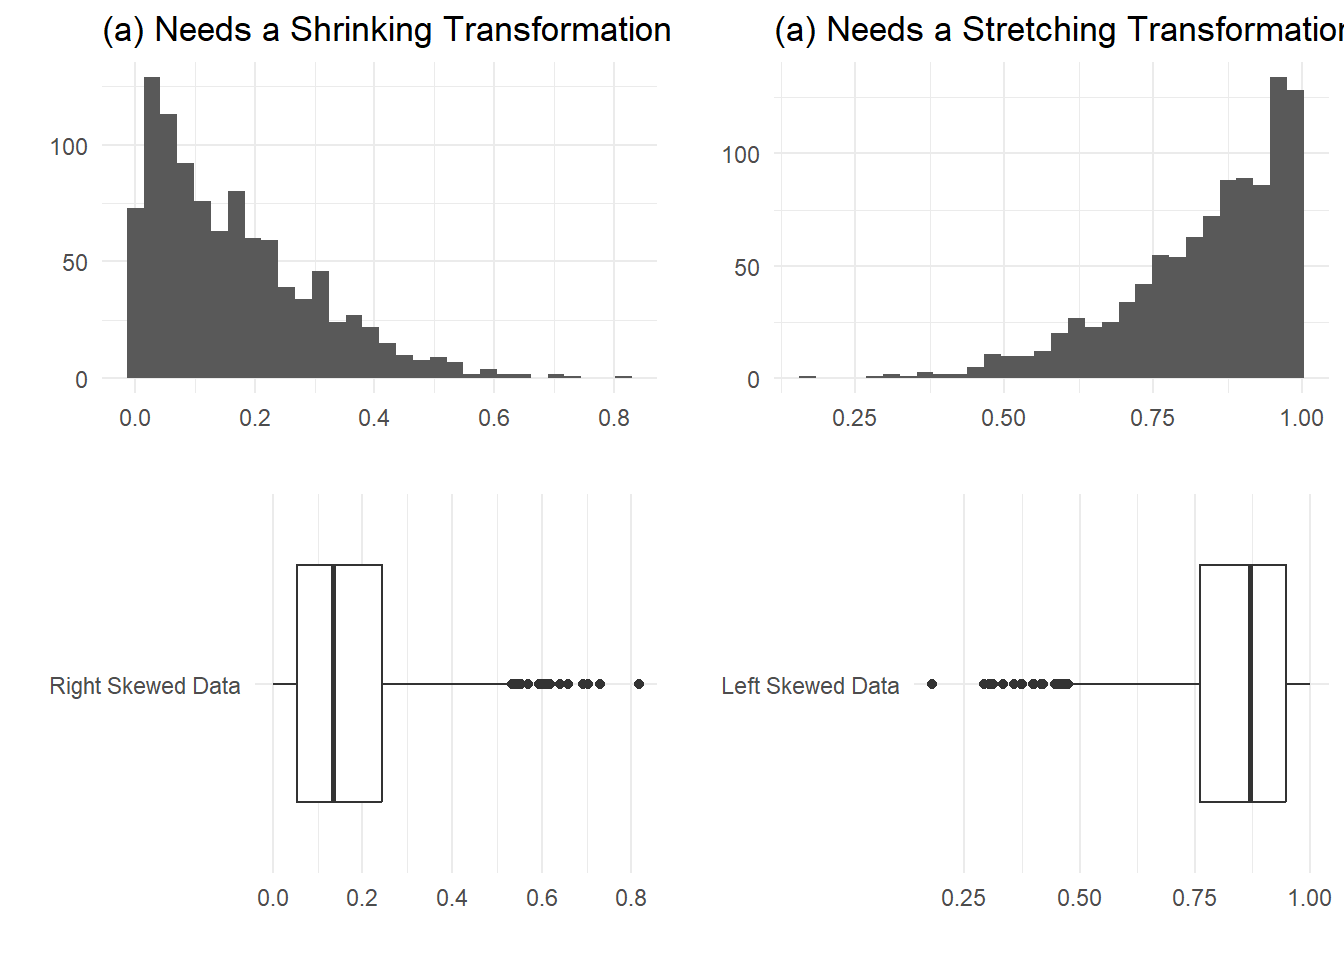 (a) Needs a Shrinking Transformation
100
50
0
0.0 0.2 0.4 0.6 0.8
Right Skewed Data
0.0 0.2 0.4 0.6 0.8
(a) Needs a Stretching Transformation
100
50
0
0.25 0.50 0.75 1.00
Left Skewed Data
0.25 0.50 0.75 1.00